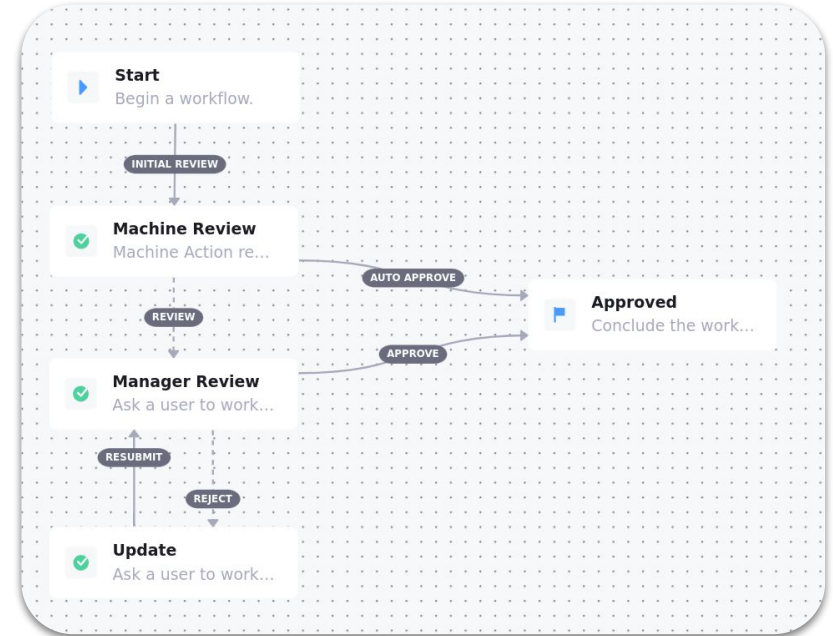 Start
Begin a workflow.
INITIAL REVIEW
Machine Review
Machine Action re...
AUTO APPROVE
Approved
Conclude the work...
REVIEW
APPROVE
Manager Review
Ask a user to work...
RESUBMIT
REJECT
Update
Ask a user to work...